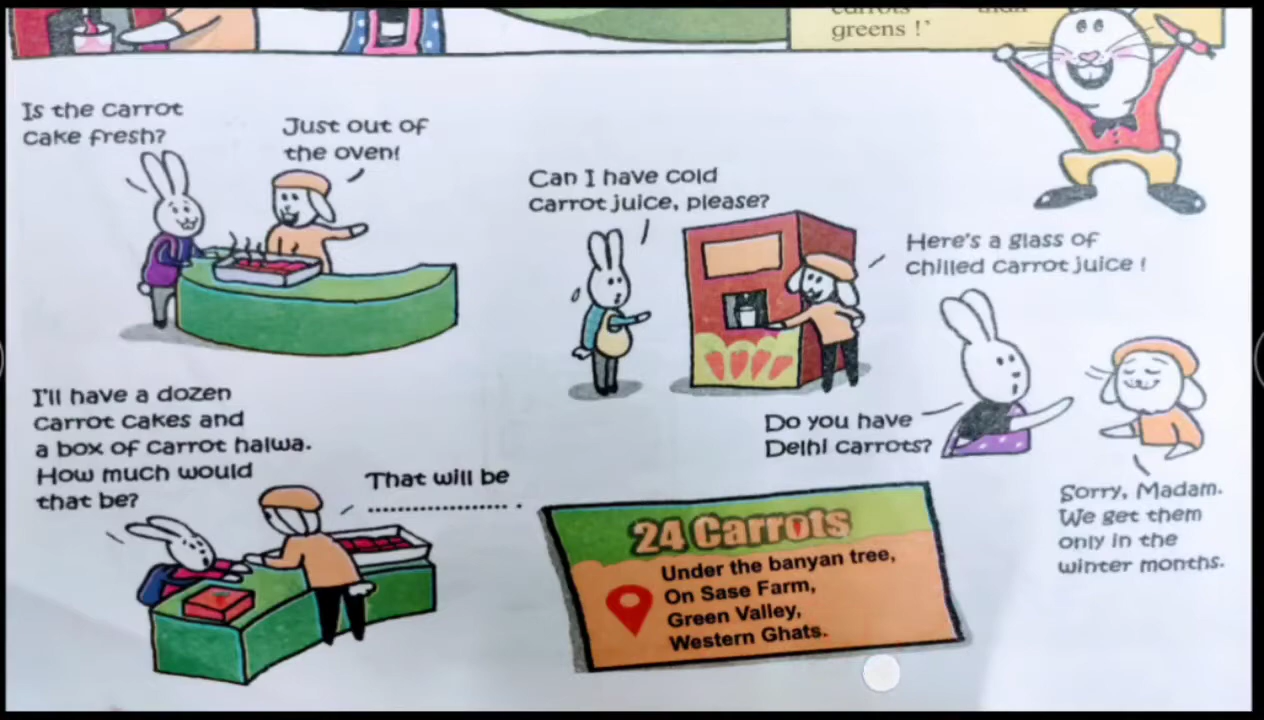 greens !'
Is the carrot
cake fresh?
Just out of
the oven!
Can I have cold
carrot juice, please?
Here's a glass of
chilled carrot juice !
I'll have a dozen
carrot cakes and
a box of carrot halwa.
How much would
that be?
That will be
.................... .
Do you have
Delhi carrots?
Sorry, Madam.
We get them
only in the
winter months.
24 Carrots
Under the banyan tree,
On Sase Farm,
Green Valley,
Western Ghats.